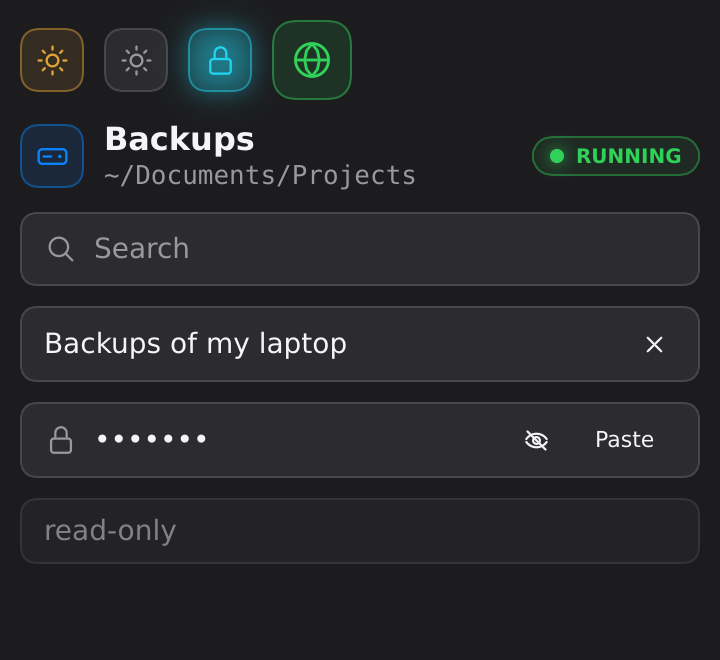 Backups
~/Documents/Projects
RUNNING
Search
Backups of my laptop
•••••••
Paste
read-only